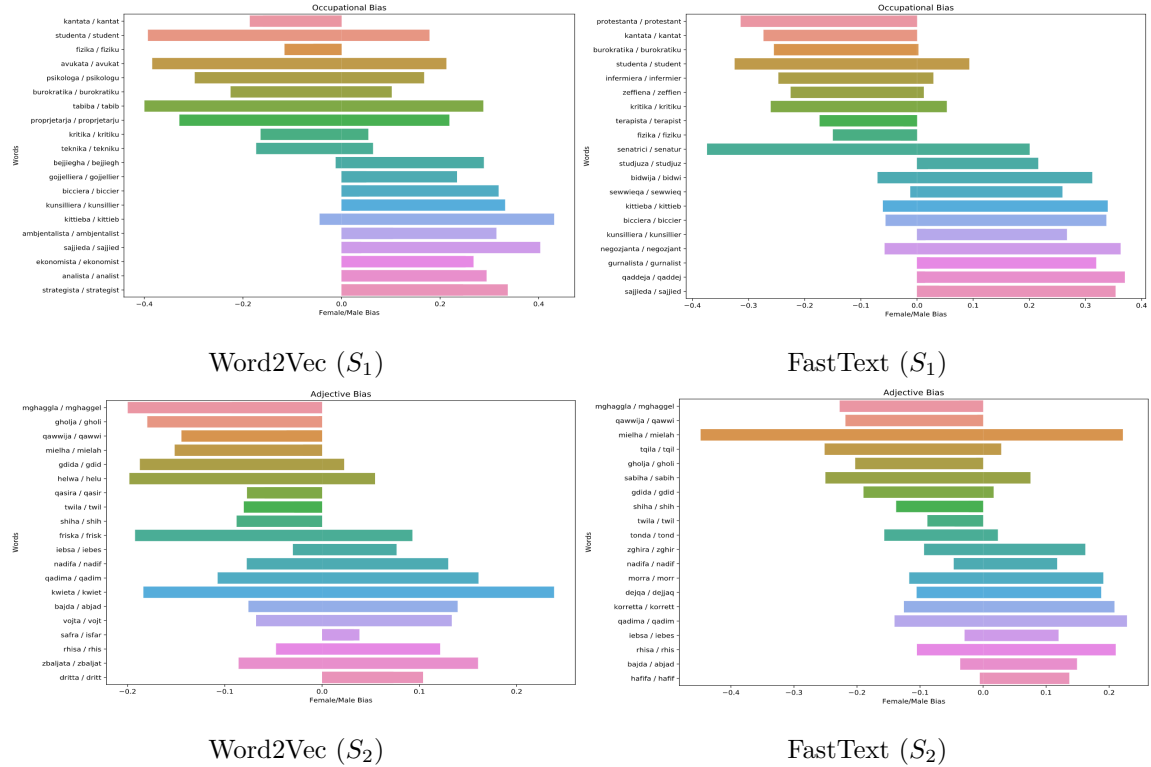 Occupational Bias
Words
kantata / kantat
studenta / student
fizika / fiziku
avukata / avukat
psikologa / psikologu
burokratika / burokratiku
tabiba / tabib
proprjetarja / proprjetarju
kritika / kritiku
teknika / tekniku
bejjiegha / bejjiegh
gojjelliera / gojjellier
bicciera / biccier
kunsilliera / kunsillier
kittieba / kittieb
ambjentalista / ambjentalist
sajjieda / sajjied
ekonomista / ekonomist
analista / analist
strategista / strategist
−0.4 −0.2 0.0 0.2 0.4
Female/Male Bias
Word2Vec (S₁)
Occupational Bias
Words
protestanta / protestant
kantata / kantat
burokratika / burokratiku
studenta / student
infermiera / infermier
zeffiena / zeffien
kritika / kritiku
terapista / terapist
fizika / fiziku
senatrici / senatur
studjuza / studjuz
bidwija / bidwi
sewwieqa / sewwieq
kittieba / kittieb
bicciera / biccier
kunsilliera / kunsillier
negozjanta / negozjant
gurnalista / gurnalist
qaddeja / qaddej
sajjieda / sajjied
−0.4 −0.3 −0.2 −0.1 0.0 0.1 0.2 0.3 0.4
Female/Male Bias
FastText (S₁)
Adjective Bias
Words
mghaggla / mghaggel
gholja / gholi
qawwija / qawwi
mielha / mielah
gdida / gdid
helwa / helu
qasira / qasir
twila / twil
shiha / shih
friska / frisk
iebsa / iebes
nadifa / nadif
qadima / qadim
kwieta / kwiet
bajda / abjad
vojta / vojt
safra / isfar
rhisa / rhis
zbaljata / zbaljat
dritta / dritt
−0.2 −0.1 0.0 0.1 0.2
Female/Male Bias
Word2Vec (S₂)
Adjective Bias
Words
mghaggla / mghaggel
qawwija / qawwi
mielha / mielah
tqila / tqil
gholja / gholi
sabiha / sabih
gdida / gdid
shiha / shih
twila / twil
tonda / tond
zghira / zghir
nadifa / nadif
morra / morr
dejqa / dejjaq
korretta / korrett
qadima / qadim
iebsa / iebes
rhisa / rhis
bajda / abjad
hafifa / hafif
−0.4 −0.3 −0.2 −0.1 0.0 0.1 0.2
Female/Male Bias
FastText (S₂)